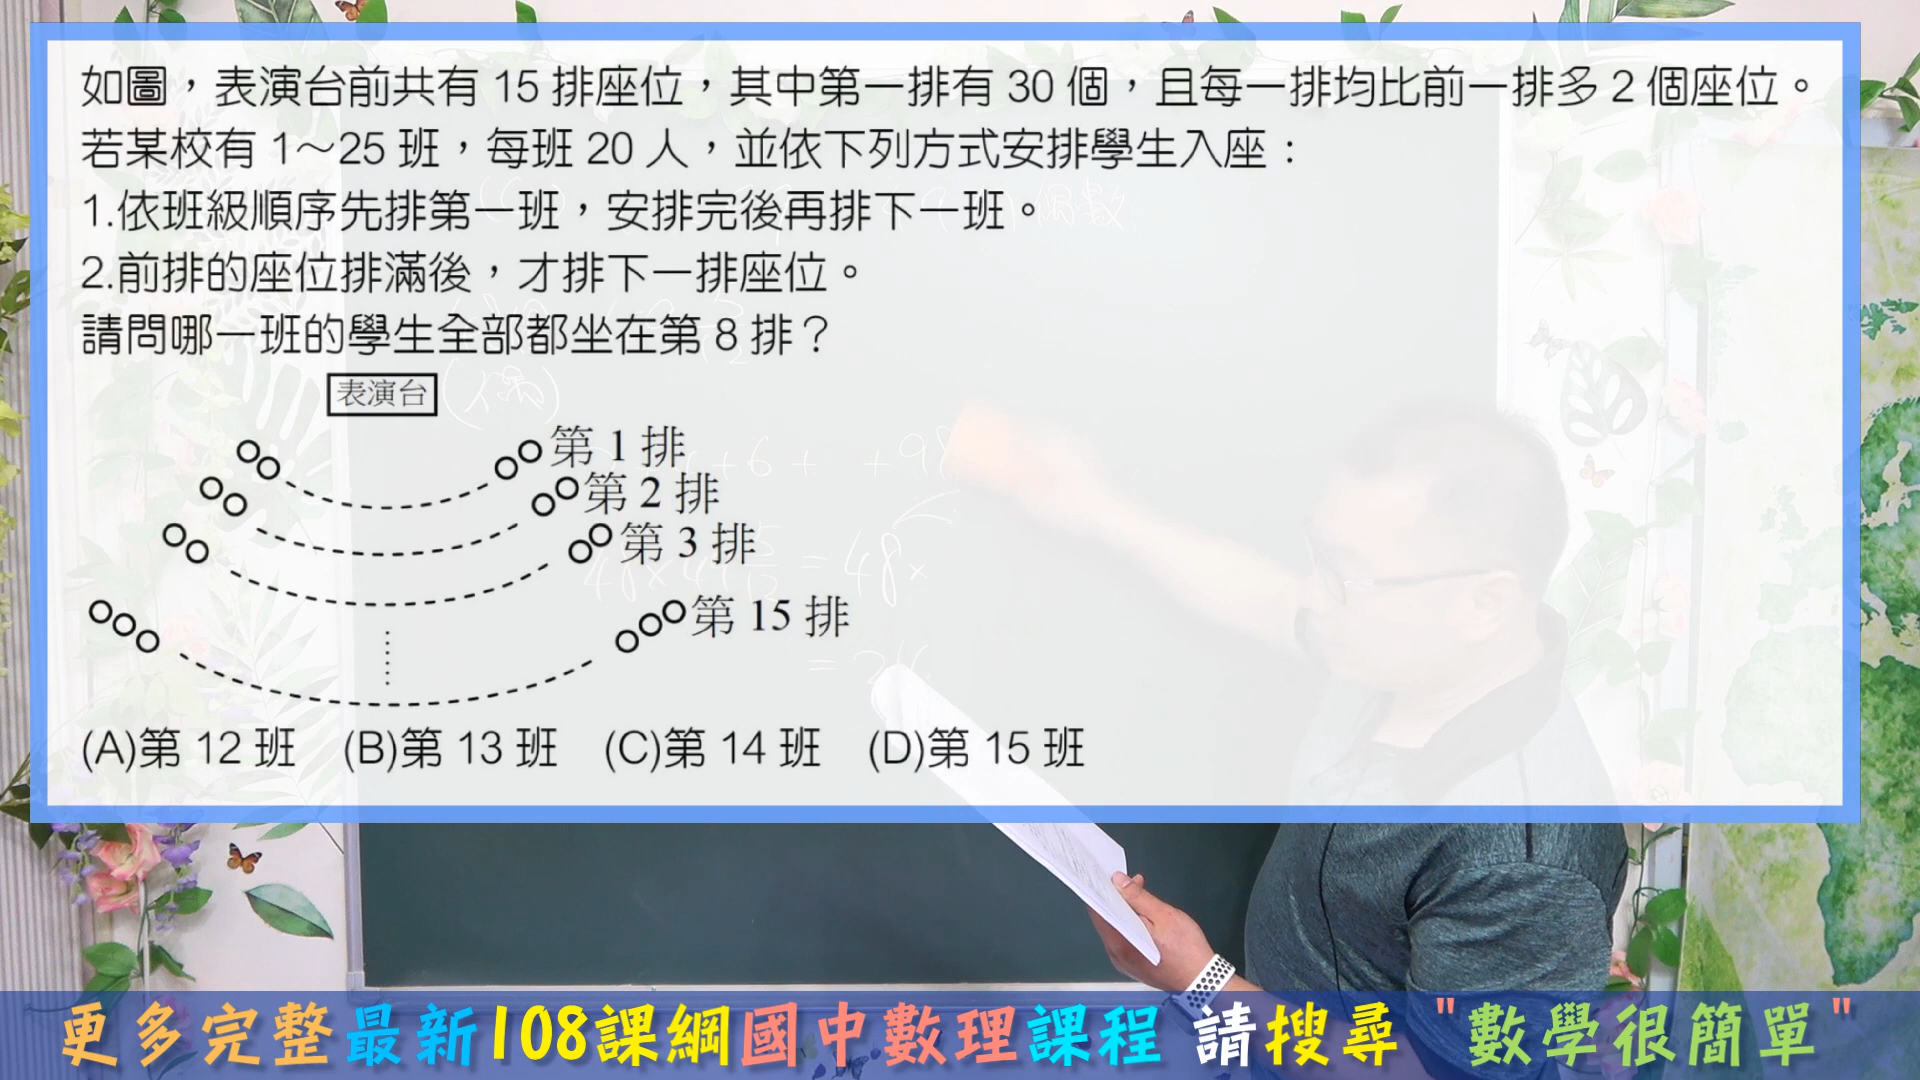 如圖，表演台前共有 15 排座位，其中第一排有 30 個，且每一排均比前一排多 2 個座位。
若某校有 1～25 班，每班 20 人，並依下列方式安排學生入座：
1.依班級順序先排第一班，安排完後再排下一班。
2.前排的座位排滿後，才排下一排座位。
請問哪一班的學生全部都坐在第 8 排？
表演台
第 1 排
第 2 排
第 3 排
第 15 排
(A)第 12 班 (B)第 13 班 (C)第 14 班 (D)第 15 班
更多完整最新108課綱國中數理課程 請搜尋 "數學很簡單"